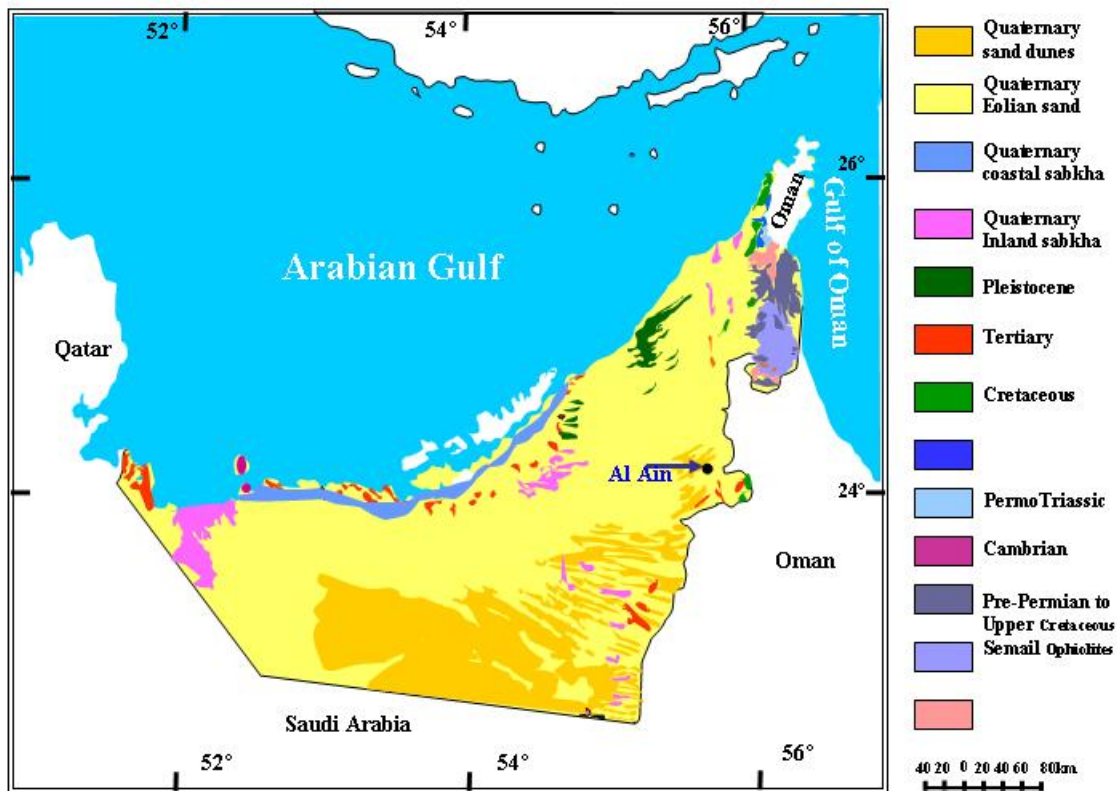 52°
54°
56°
26°
Oman
Gulf of Oman
Arabian Gulf
Qatar
Al Ain
24°
Oman
Saudi Arabia
52°
54°
56°
Quaternary
sand dunes
Quaternary
Eolian sand
Quaternary
coastal sabkha
Quaternary
Inland sabkha
Pleistocene
Tertiary
Cretaceous
PermoTriassic
Cambrian
Pre-Permian to
Upper Cretaceous
Semail Ophiolites
40 20 0 20 40 60 80km.